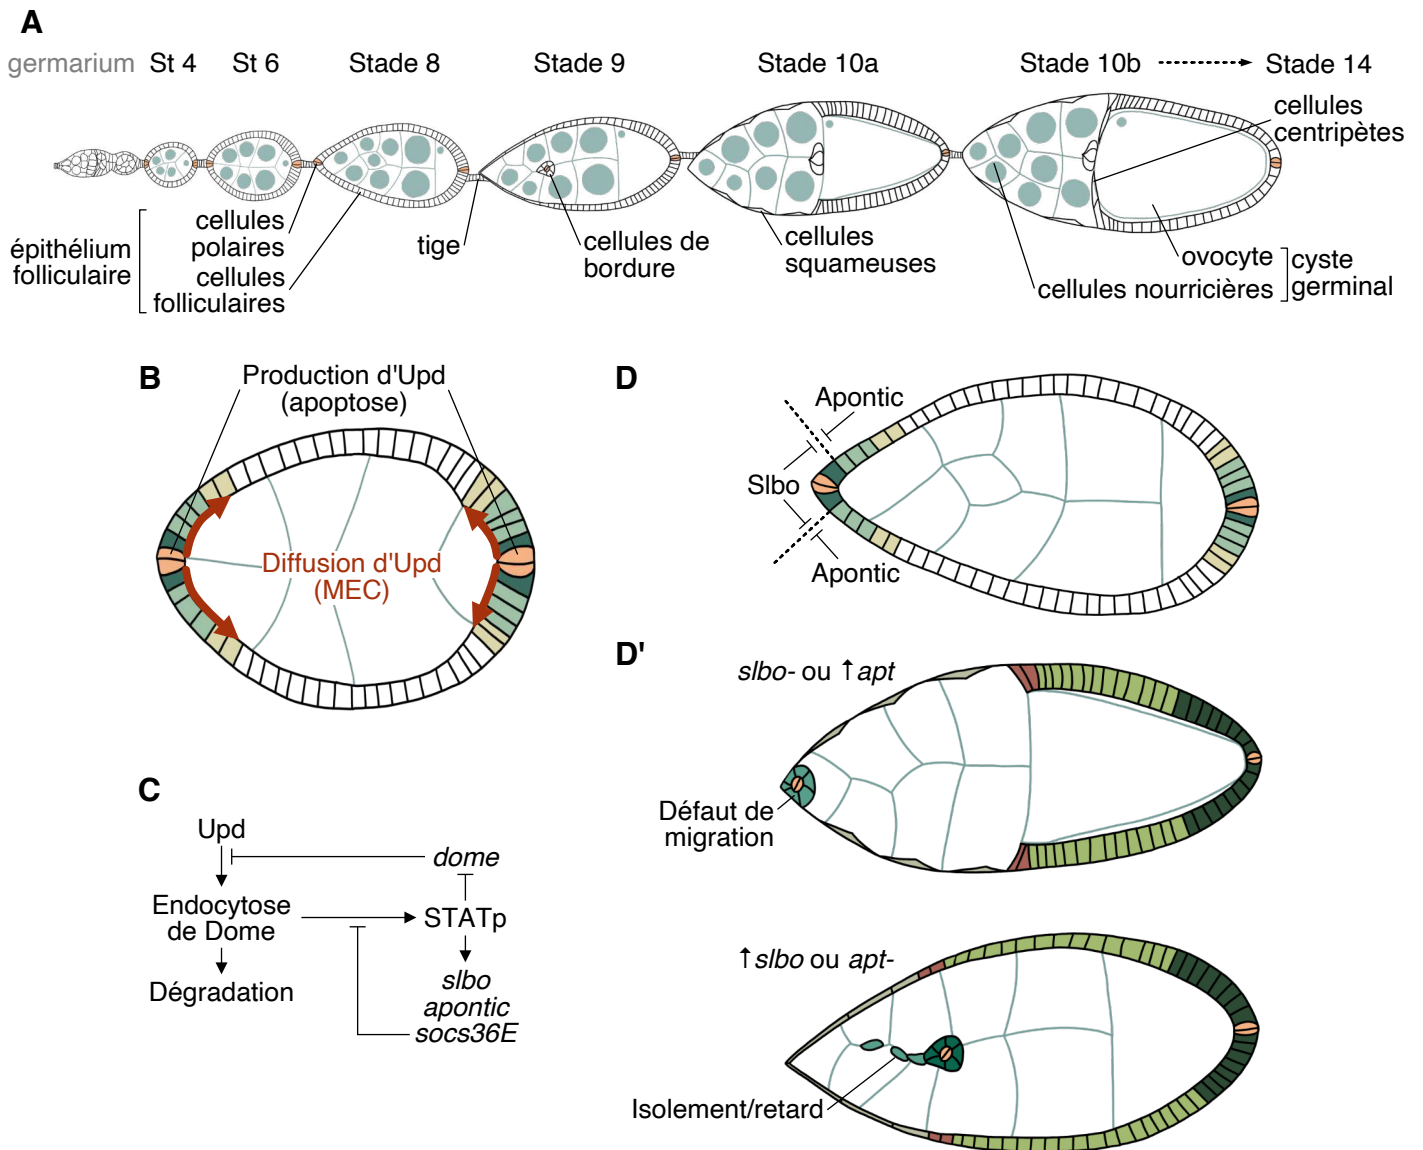 A
germarium St 4 St 6 Stade 8 Stade 9 Stade 10a Stade 10b Stade 14
cellules
centripètes
épithélium
folliculaire
cellules
polaires
cellules
folliculaires
tige
cellules de
bordure
cellules
squameuses
ovocyte
cellules nourricières
cyste
germinal
B
Production d'Upd
(apoptose)
Diffusion d'Upd
(MEC)
C
Upd
dome
Endocytose
de Dome
STATp
Dégradation
slbo
apontic
socs36E
D
Apontic
Slbo
Apontic
D'
slbo- ou ↑apt
Défaut de
migration
↑slbo ou apt-
Isolement/retard